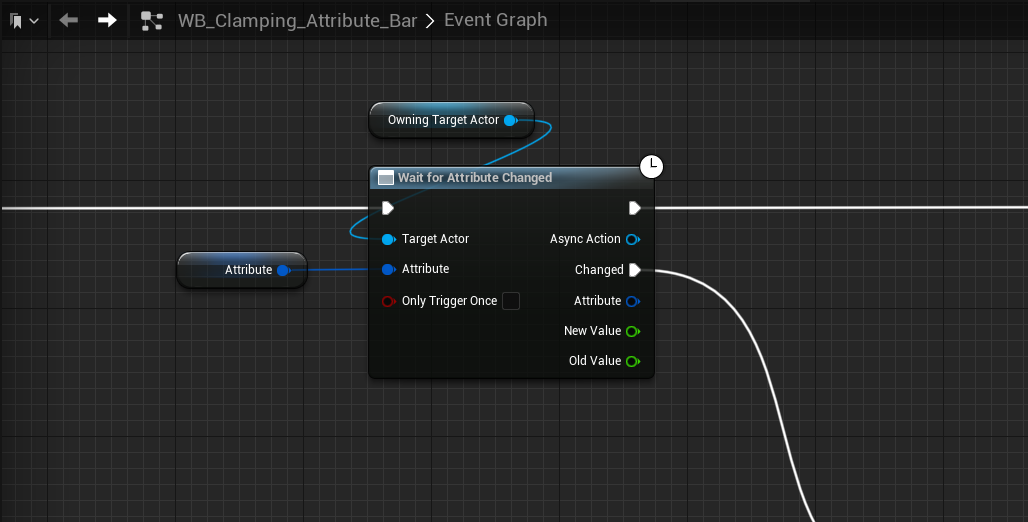 WB_Clamping_Attribute_Bar > Event Graph
Owning Target Actor
Wait for Attribute Changed
Target Actor
Async Action
Attribute
Attribute
Changed
Only Trigger Once
Attribute
New Value
Old Value